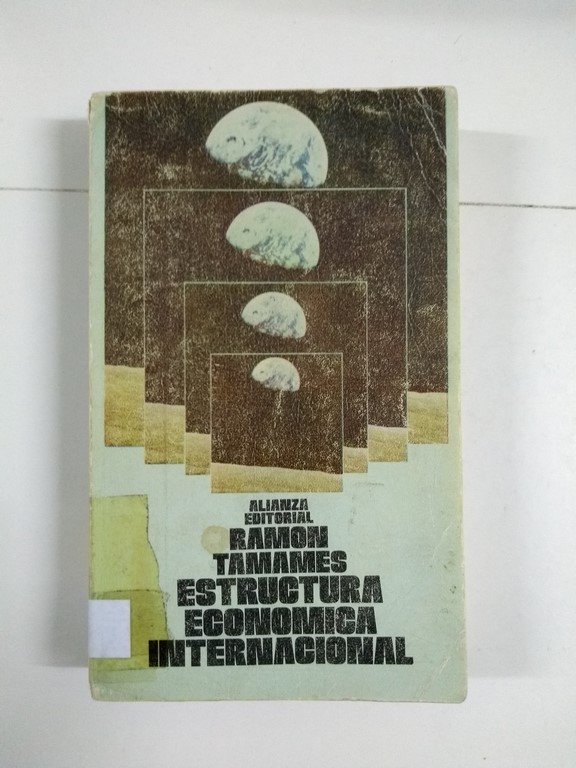 ALIANZA
EDITORIAL
RAMON
TAMAMES
ESTRUCTURA
ECONOMICA
INTERNACIONAL